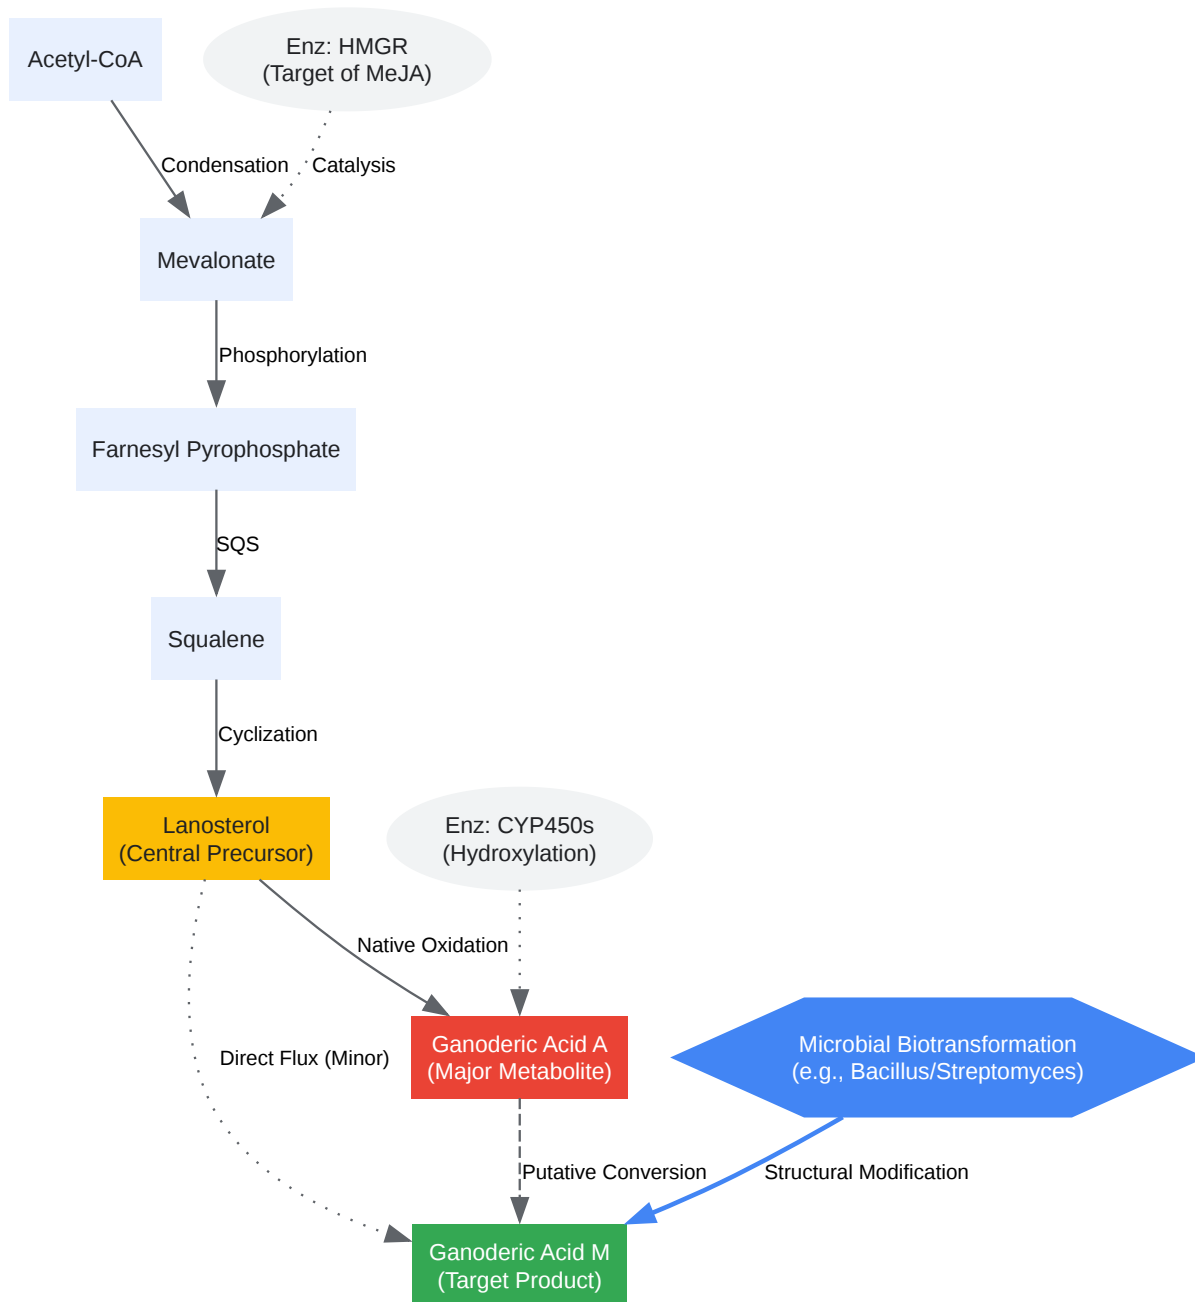 Acetyl-CoA
Enz: HMGR
(Target of MeJA)
Condensation
Catalysis
Mevalonate
Phosphorylation
Farnesyl Pyrophosphate
SQS
Squalene
Cyclization
Lanosterol
(Central Precursor)
Enz: CYP450s
(Hydroxylation)
Native Oxidation
Direct Flux (Minor)
Ganoderic Acid A
(Major Metabolite)
Microbial Biotransformation
(e.g., Bacillus/Streptomyces)
Putative Conversion
Structural Modification
Ganoderic Acid M
(Target Product)